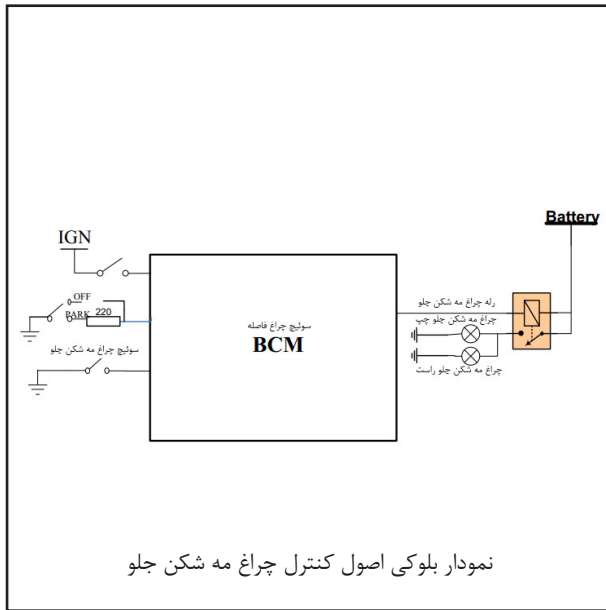 Battery
IGN
OFF
PARK
220
سوئیچ چراغ مه شکن جلو
سوئیچ چراغ فاصله
BCM
رله چراغ مه شکن جلو
چراغ مه شکن جلو چپ
چراغ مه شکن جلو راست
نمودار بلوکی اصول کنترل چراغ مه شکن جلو